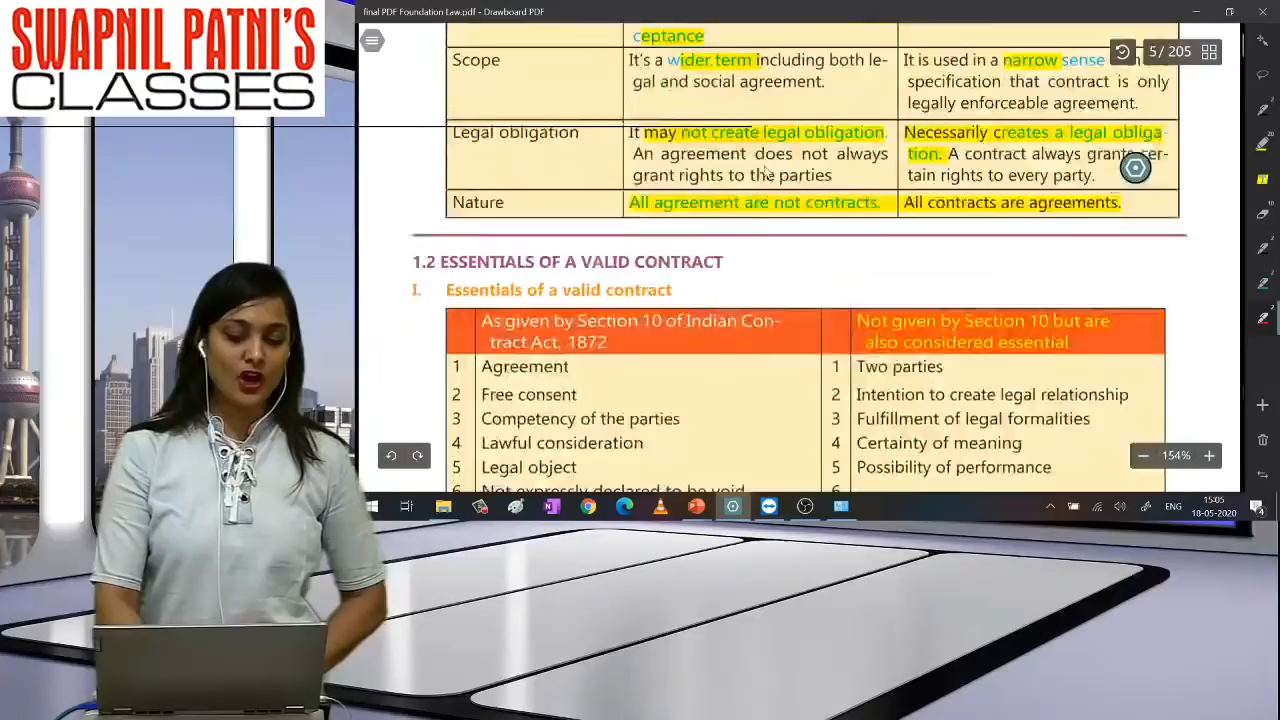 SWAPNIL PATNI'S
CLASSES
final PDF Foundation Law.pdf - Drawboard PDF
5 / 205
ceptance
Scope
It's a wider term including both le-
gal and social agreement.
It is used in a narrow sense
specification that contract is only
legally enforceable agreement.
Legal obligation
It may not create legal obligation.
An agreement does not always
grant rights to the parties
Necessarily creates a legal obliga-
tion. A contract always grants cer-
tain rights to every party.
Nature
All agreement are not contracts.
All contracts are agreements.
1.2 ESSENTIALS OF A VALID CONTRACT
I. Essentials of a valid contract
As given by Section 10 of Indian Con-
tract Act, 1872
Not given by Section 10 but are
also considered essential
1 Agreement
1 Two parties
2 Free consent
2 Intention to create legal relationship
3 Competency of the parties
3 Fulfillment of legal formalities
4 Lawful consideration
4 Certainty of meaning
5 Legal object
5 Possibility of performance
6 Not expressly declared to be void
6
154%
ENG
15:05
18-05-2020